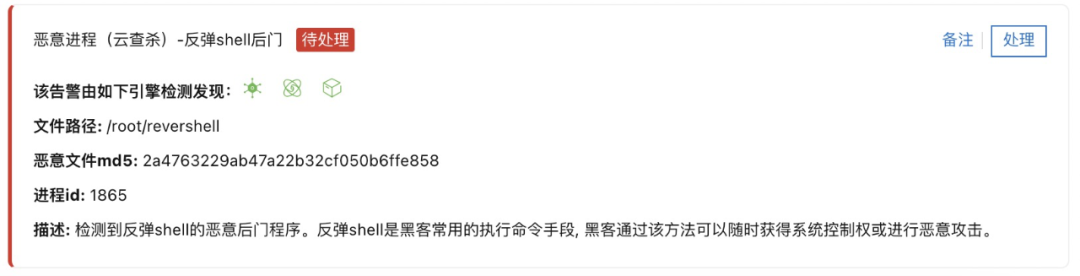 恶意进程（云查杀）-反弹shell后门 待处理 备注 处理
该告警由如下引擎检测发现：
文件路径: /root/revershell
恶意文件md5: 2a4763229ab47a22b32cf050b6ffe858
进程id: 1865
描述: 检测到反弹shell的恶意后门程序。反弹shell是黑客常用的执行命令手段, 黑客通过该方法可以随时获得系统控制权或进行恶意攻击。